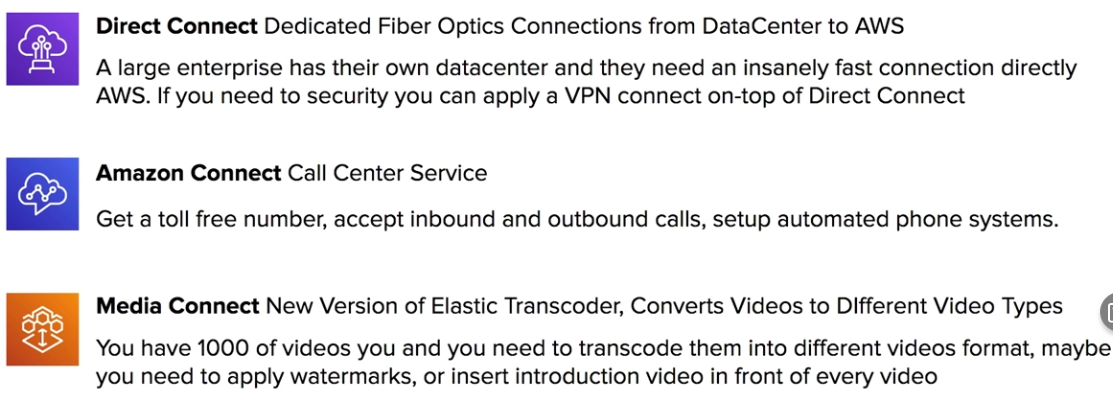 Direct Connect Dedicated Fiber Optics Connections from DataCenter to AWS
A large enterprise has their own datacenter and they need an insanely fast connection directly
AWS. If you need to security you can apply a VPN connect on-top of Direct Connect
Amazon Connect Call Center Service
Get a toll free number, accept inbound and outbound calls, setup automated phone systems.
Media Connect New Version of Elastic Transcoder, Converts Videos to DIfferent Video Types
You have 1000 of videos you and you need to transcode them into different videos format, maybe
you need to apply watermarks, or insert introduction video in front of every video